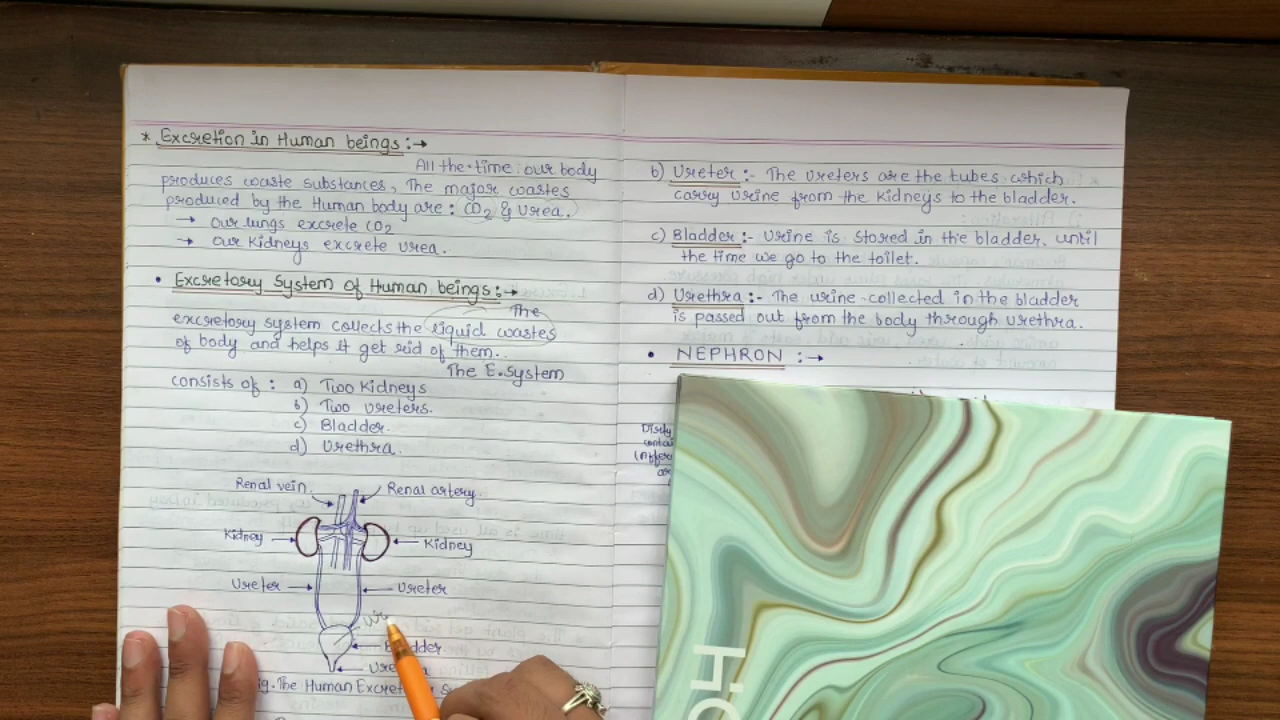 * Excretion in Human beings :→
All the time our body
produces waste substances, The major wastes
produced by the Human body are : CO2 & Urea.
→ our lungs excrete CO2
→ our Kidneys excrete urea.
• Excretory System of Human beings :→
The
excretory system collects the liquid wastes
of body and helps it get rid of them..
The E.system
consists of : a) Two Kidneys
b) Two ureters.
c) Bladder.
d) Urethra.
Renal vein. Renal artery.
Kidney Kidney
Ureter Ureter
The Human
b) Ureter :- The ureters are the tubes which
carry urine from the Kidneys to the bladder.
c) Bladder :- Urine is stored in the bladder, until
the time we go to the toilet.
d) Urethra :- The urine collected in the bladder
is passed out from the body through urethra.
• NEPHRON :→